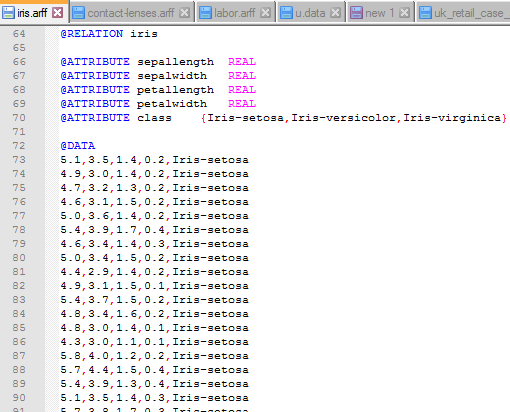 iris.arff contact-lenses.arff labor.arff u.data new 1 uk_retail_case_
64 @RELATION iris
65
66 @ATTRIBUTE sepallength REAL
67 @ATTRIBUTE sepalwidth REAL
68 @ATTRIBUTE petallength REAL
69 @ATTRIBUTE petalwidth REAL
70 @ATTRIBUTE class {Iris-setosa,Iris-versicolor,Iris-virginica}
71
72 @DATA
73 5.1,3.5,1.4,0.2,Iris-setosa
74 4.9,3.0,1.4,0.2,Iris-setosa
75 4.7,3.2,1.3,0.2,Iris-setosa
76 4.6,3.1,1.5,0.2,Iris-setosa
77 5.0,3.6,1.4,0.2,Iris-setosa
78 5.4,3.9,1.7,0.4,Iris-setosa
79 4.6,3.4,1.4,0.3,Iris-setosa
80 5.0,3.4,1.5,0.2,Iris-setosa
81 4.4,2.9,1.4,0.2,Iris-setosa
82 4.9,3.1,1.5,0.1,Iris-setosa
83 5.4,3.7,1.5,0.2,Iris-setosa
84 4.8,3.4,1.6,0.2,Iris-setosa
85 4.8,3.0,1.4,0.1,Iris-setosa
86 4.3,3.0,1.1,0.1,Iris-setosa
87 5.8,4.0,1.2,0.2,Iris-setosa
88 5.7,4.4,1.5,0.4,Iris-setosa
89 5.4,3.9,1.3,0.4,Iris-setosa
90 5.1,3.5,1.4,0.3,Iris-setosa
91 5.7,3.8,1.7,0.3,Iris-setosa